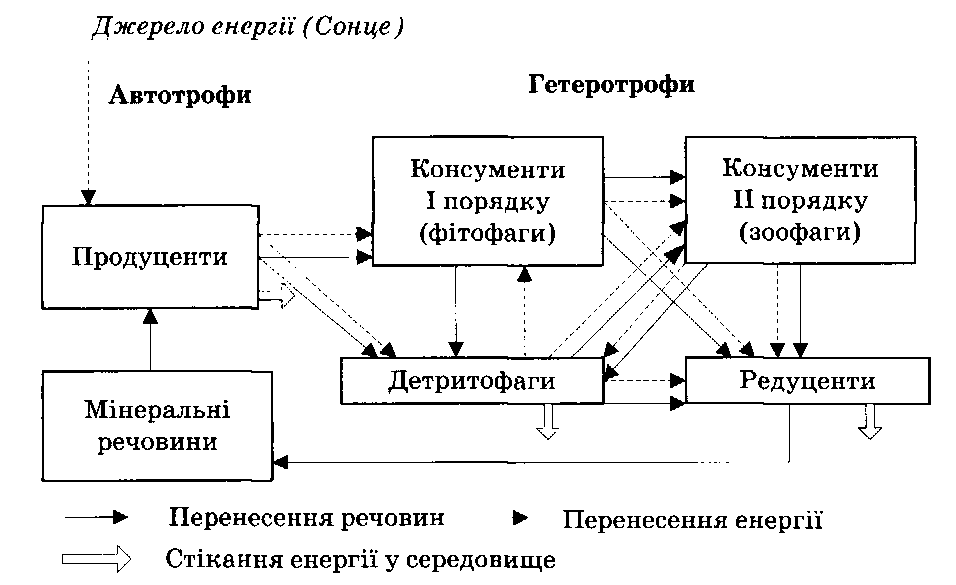 Джерело енергії (Сонце)
Автотрофи
Гетеротрофи
Консументи
I порядку
(фітофаги)
Консументи
II порядку
(зоофаги)
Продуценти
Детритофаги
Редуценти
Мінеральні
речовини
Перенесення речовин
Перенесення енергії
Стікання енергії у середовище